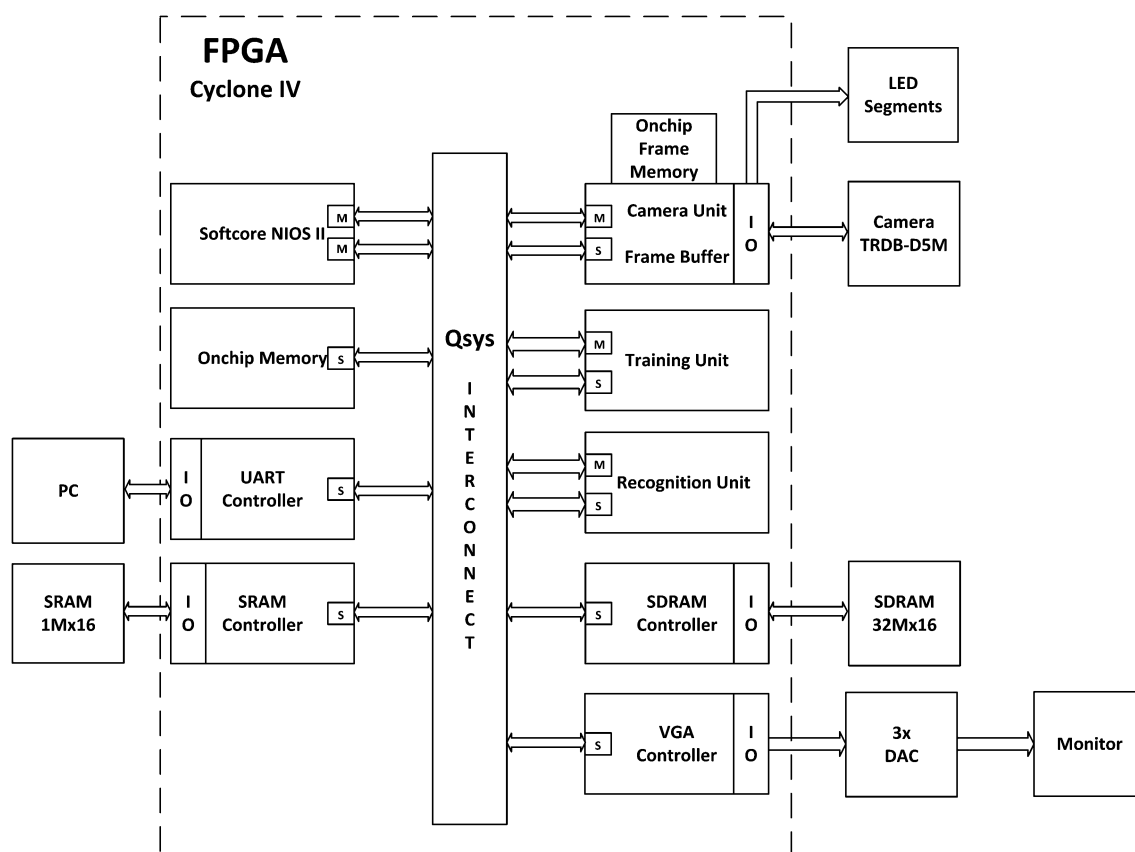 FPGA
Cyclone IV
LED
Segments
Onchip
Frame
Memory
Softcore NIOS II
M
M
M
S
Camera Unit
Frame Buffer
I
O
Camera
TRDB-D5M
Onchip Memory
S
Qsys
I
N
T
E
R
C
O
N
N
E
C
T
M
S
Training Unit
PC
I
O
UART
Controller
S
M
S
Recognition Unit
SRAM
1Mx16
I
O
SRAM
Controller
S
S
SDRAM
Controller
I
O
SDRAM
32Mx16
S
VGA
Controller
I
O
3x
DAC
Monitor